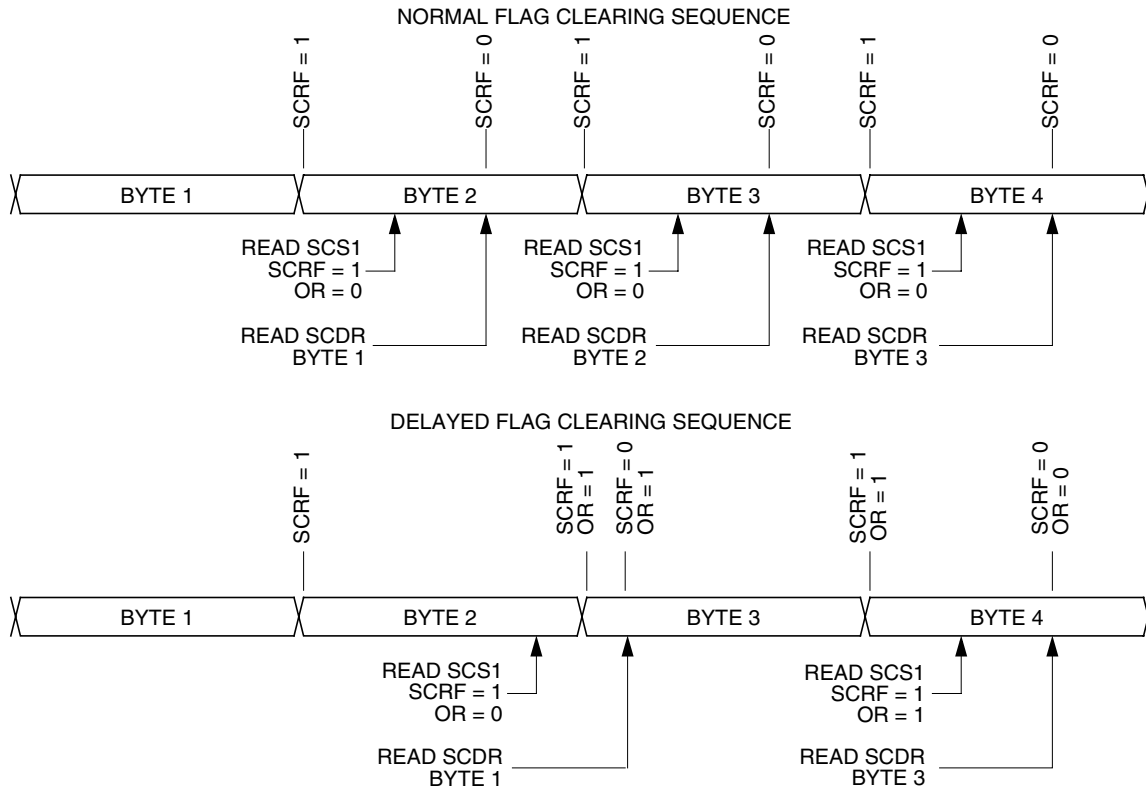 NORMAL FLAG CLEARING SEQUENCE
SCRF = 1
SCRF = 0
SCRF = 1
SCRF = 0
SCRF = 1
SCRF = 0
BYTE 1
BYTE 2
BYTE 3
BYTE 4
READ SCS1
SCRF = 1
OR = 0
READ SCS1
SCRF = 1
OR = 0
READ SCS1
SCRF = 1
OR = 0
READ SCDR
BYTE 1
READ SCDR
BYTE 2
READ SCDR
BYTE 3
DELAYED FLAG CLEARING SEQUENCE
SCRF = 1
SCRF = 1
OR = 1
SCRF = 0
OR = 1
SCRF = 1
OR = 1
SCRF = 0
OR = 0
BYTE 1
BYTE 2
BYTE 3
BYTE 4
READ SCS1
SCRF = 1
OR = 0
READ SCS1
SCRF = 1
OR = 1
READ SCDR
BYTE 1
READ SCDR
BYTE 3